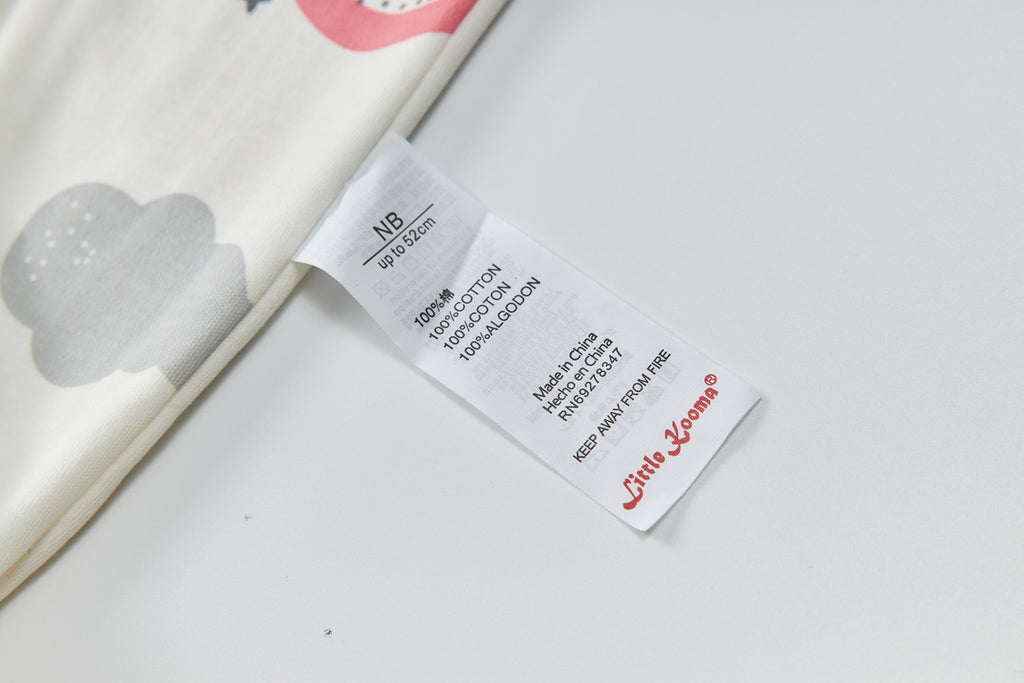 NB
up to 52cm
100%棉
100%COTTON
100%COTON
100%ALGODON
Made in China
Hecho en China
RN69278347
KEEP AWAY FROM FIRE
Little Kooma®